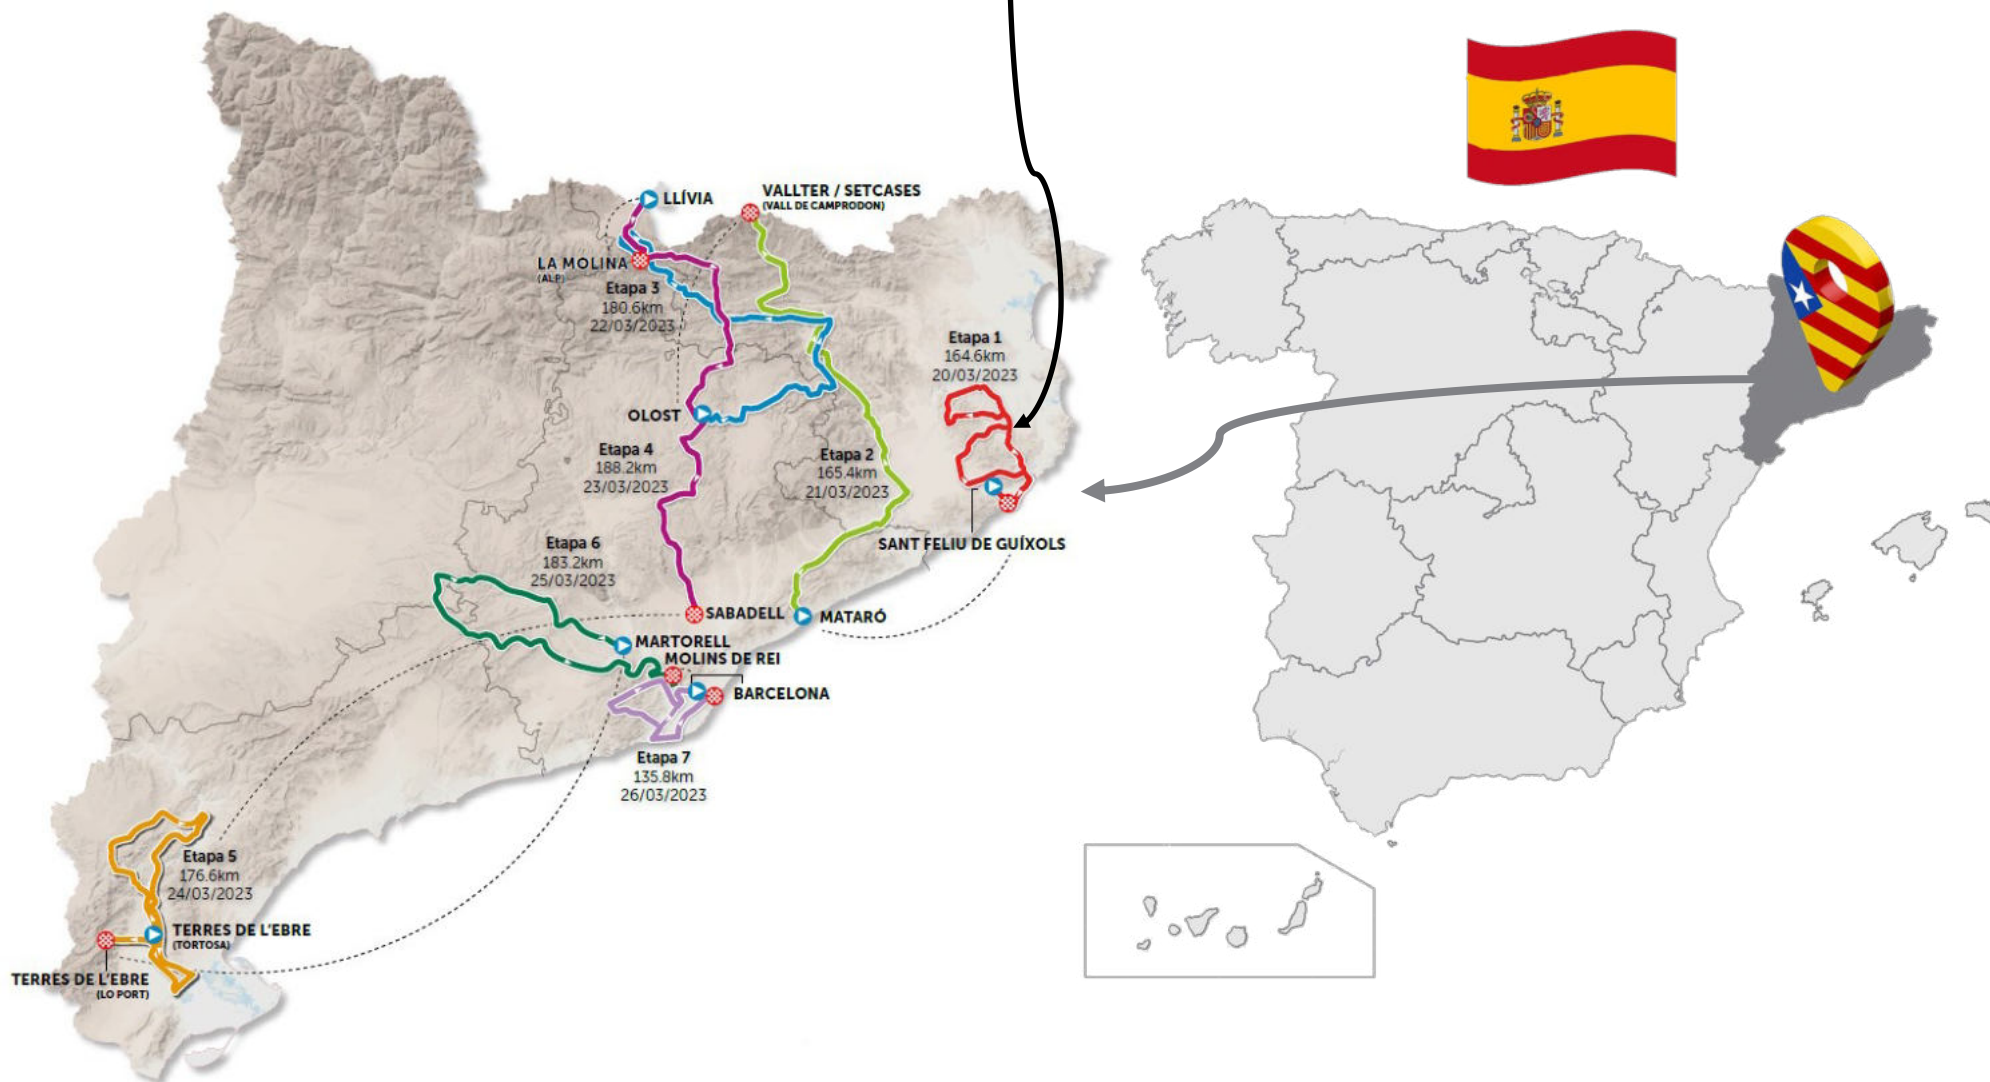 LLÍVIA
VALLTER / SETCASES
(VALL DE CAMPRODON)
LA MOLINA
(ALP)
Etapa 3
180.6km
22/03/2023
Etapa 1
164.6km
20/03/2023
OLOST
Etapa 4
188.2km
23/03/2023
Etapa 2
165.4km
21/03/2023
SANT FELIU DE GUÍXOLS
Etapa 6
183.2km
25/03/2023
SABADELL
MATARÓ
MARTORELL
MOLINS DE REI
BARCELONA
Etapa 7
135.8km
26/03/2023
Etapa 5
176.6km
24/03/2023
TERRES DE L'EBRE
(TORTOSA)
TERRES DE L'EBRE
(LO PORT)